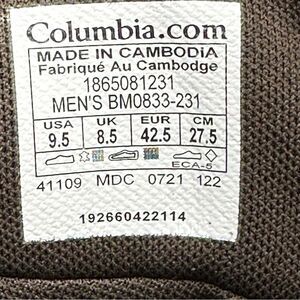 Columbia.com
MADE IN CAMBODiA
Fabriqué Au Cambodge
1865081231
MEN'S BM0833-231
USA UK EUR CM
9.5 8.5 42.5 27.5
ECA-5
41109 MDC 0721 122
192660422114